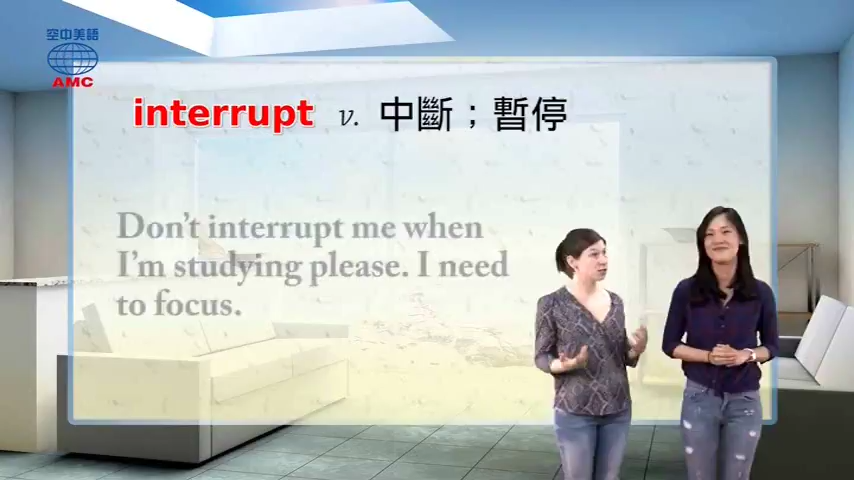 空中美語
AMC
interrupt v. 中斷；暫停
Don't interrupt me when
I'm studying please. I need
to focus.